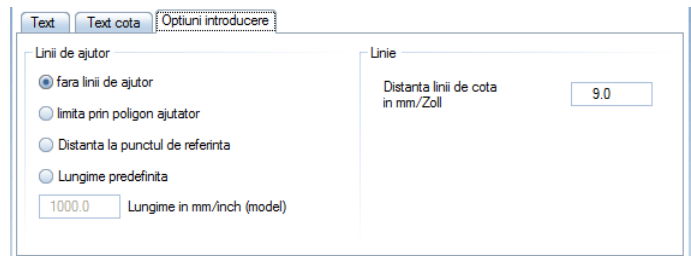 Text Text cota Optiuni introducere
Linii de ajutor
fara linii de ajutor
limita prin poligon ajutator
Distanta la punctul de referinta
Lungime predefinita
1000.0 Lungime in mm/inch (model)
Linie
Distanta linii de cota
in mm/Zoll
9.0